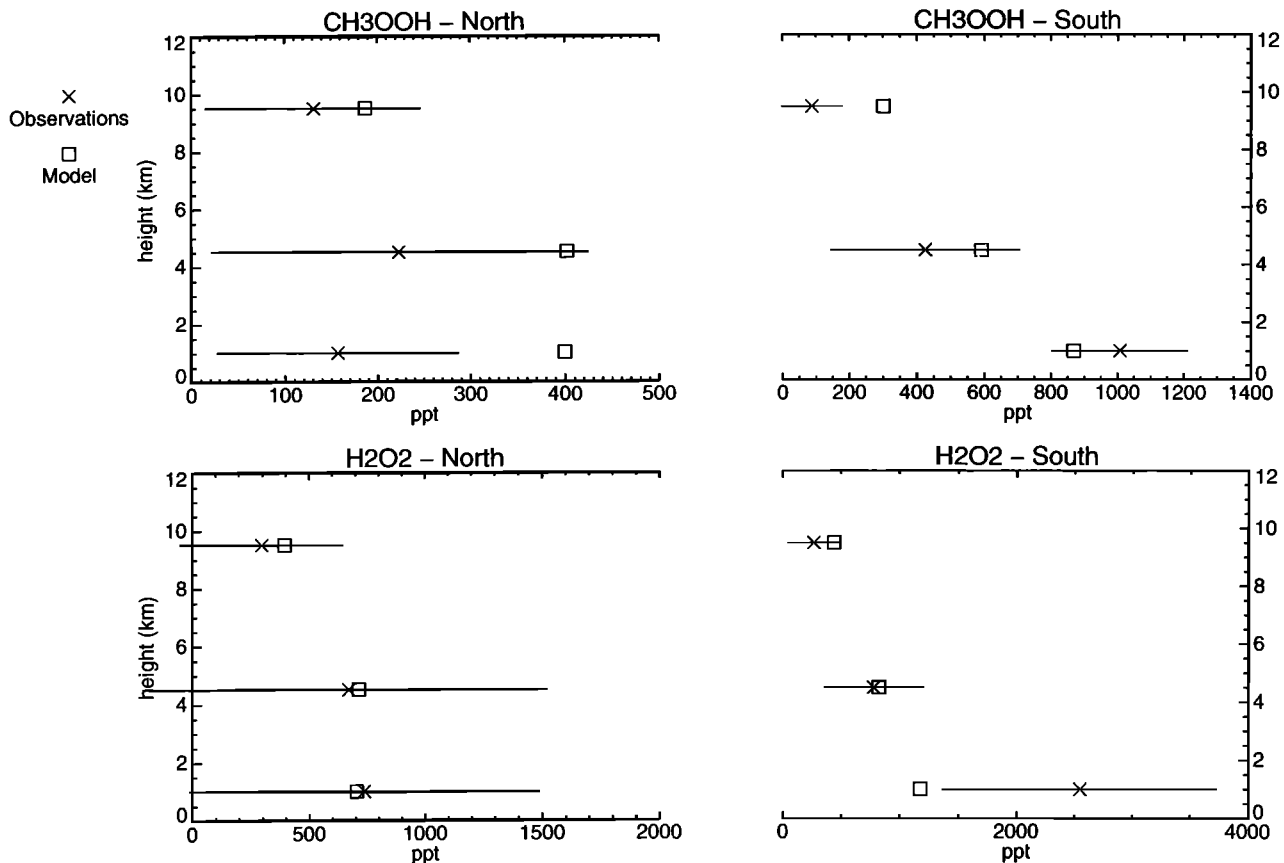 CH3OOH – North
CH3OOH – South
× Observations
□ Model
12
10
8
6
4
2
0
height (km)
0 100 200 300 400 500
ppt
12
10
8
6
4
2
0
0 200 400 600 800 1000 1200 1400
ppt
H2O2 – North
H2O2 – South
12
10
8
6
4
2
0
height (km)
0 500 1000 1500 2000
ppt
12
10
8
6
4
2
0
0 2000 4000
ppt